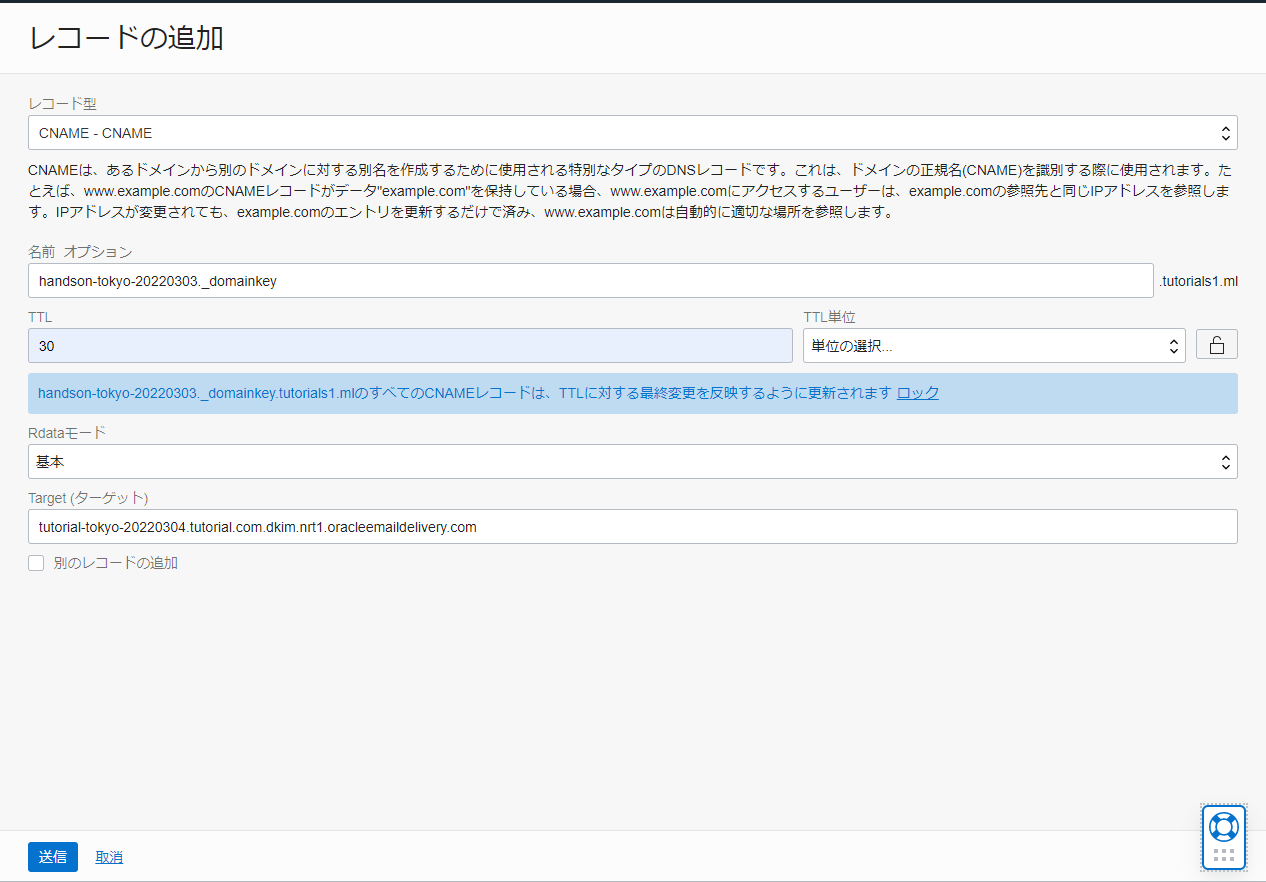 レコードの追加
レコード型
CNAME - CNAME
CNAMEは、あるドメインから別のドメインに対する別名を作成するために使用される特別なタイプのDNSレコードです。これは、ドメインの正規名(CNAME)を識別する際に使用されます。た
とえば、www.example.comのCNAMEレコードがデータ"example.com"を保持している場合、www.example.comにアクセスするユーザーは、example.comの参照先と同じIPアドレスを参照しま
す。IPアドレスが変更されても、example.comのエントリを更新するだけで済み、www.example.comは自動的に適切な場所を参照します。
名前 オプション
handson-tokyo-20220303._domainkey .tutorials1.ml
TTL TTL単位
30 単位の選択...
handson-tokyo-20220303._domainkey.tutorials1.mlのすべてのCNAMEレコードは、TTLに対する最終変更を反映するように更新されます ロック
Rdataモード
基本
Target (ターゲット)
tutorial-tokyo-20220304.tutorial.com.dkim.nrt1.oracleemaildelivery.com
別のレコードの追加
送信 取消